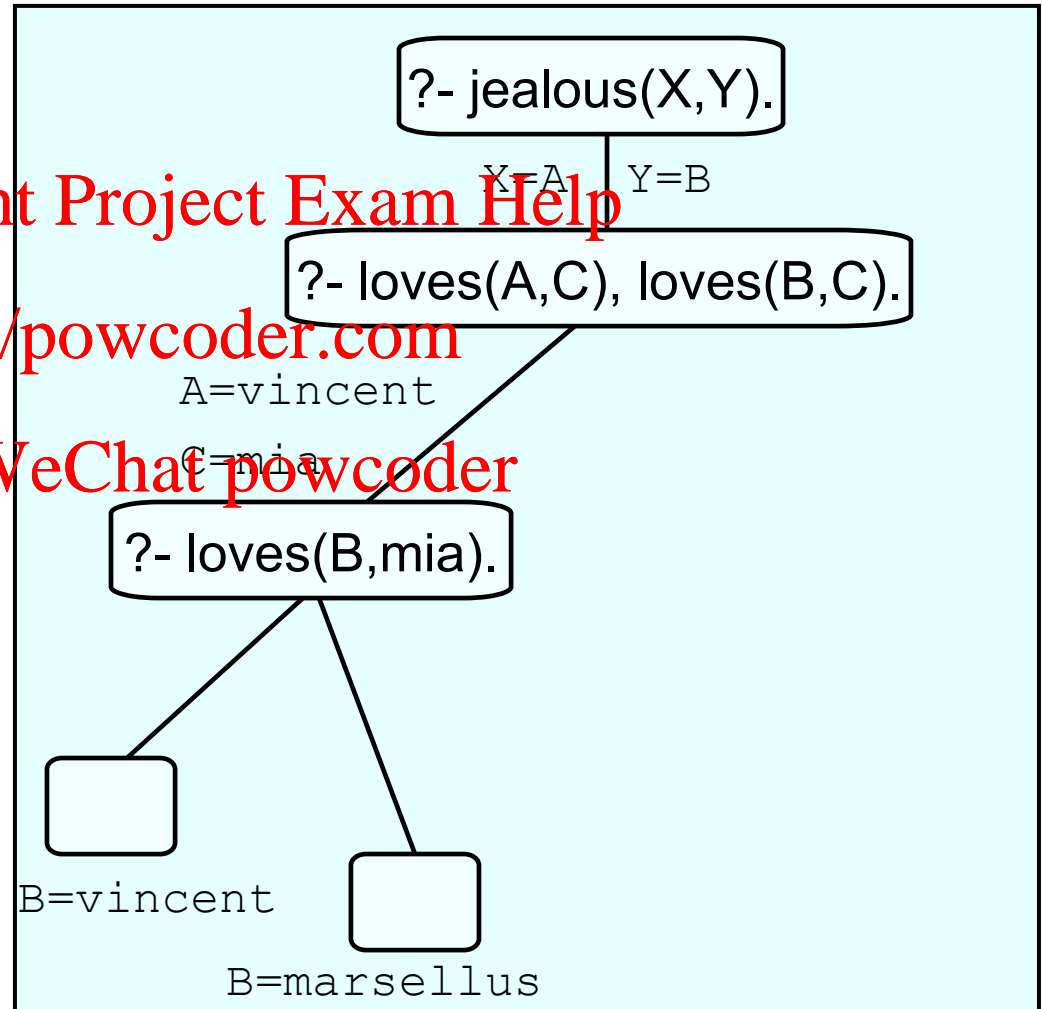 ?- jealous(X,Y).
X=A Y=B
nt Project Exam Help
?- loves(A,C), loves(B,C).
/powcoder.com
A=vincent
C=mia
VeChat powcoder
?- loves(B,mia).
B=vincent
B=marsellus